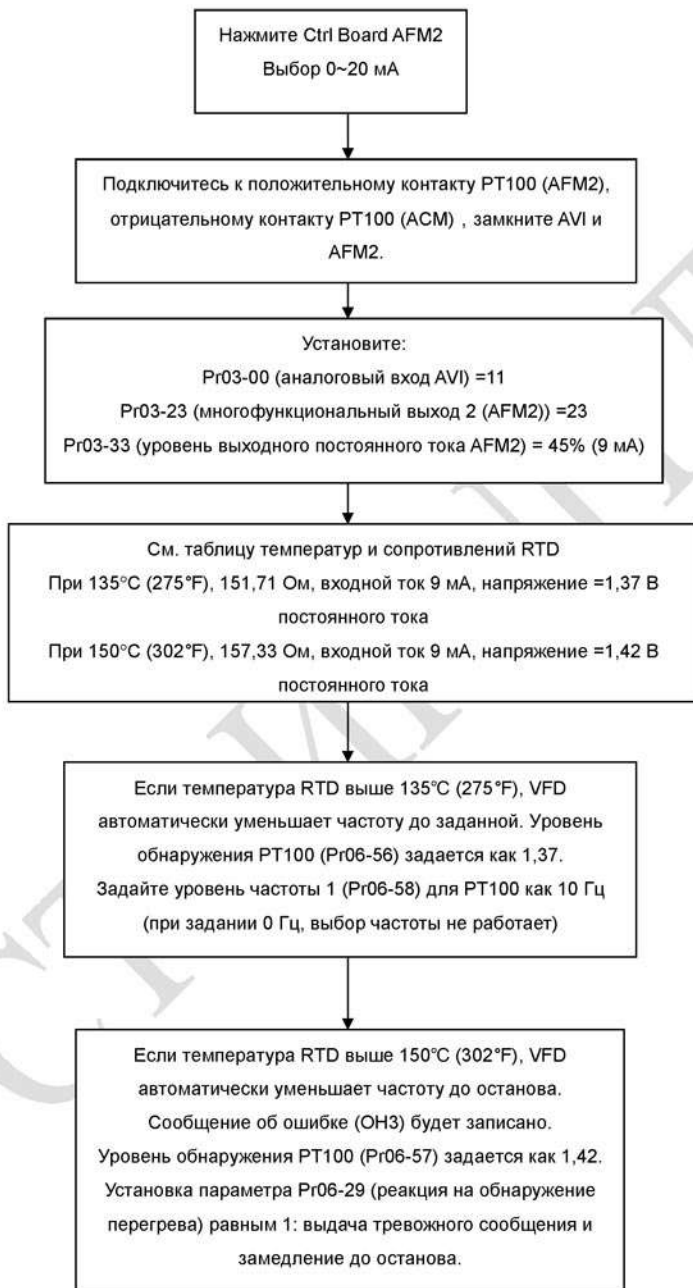 Нажмите Ctrl Board AFM2
Выбор 0~20 мА
Подключитесь к положительному контакту PT100 (AFM2),
отрицательному контакту PT100 (ACM) , замкните AVI и
AFM2.
Установите:
Pr03-00 (аналоговый вход AVI) =11
Pr03-23 (многофункциональный выход 2 (AFM2)) =23
Pr03-33 (уровень выходного постоянного тока AFM2) = 45% (9 мА)
См. таблицу температур и сопротивлений RTD
При 135°C (275°F), 151,71 Ом, входной ток 9 мА, напряжение =1,37 В
постоянного тока
При 150°C (302°F), 157,33 Ом, входной ток 9 мА, напряжение =1,42 В
постоянного тока
Если температура RTD выше 135°C (275°F), VFD
автоматически уменьшает частоту до заданной. Уровень
обнаружения PT100 (Pr06-56) задается как 1,37.
Задайте уровень частоты 1 (Pr06-58) для PT100 как 10 Гц
(при задании 0 Гц, выбор частоты не работает)
Если температура RTD выше 150°C (302°F), VFD
автоматически уменьшает частоту до останова.
Сообщение об ошибке (OH3) будет записано.
Уровень обнаружения PT100 (Pr06-57) задается как 1,42.
Установка параметра Pr06-29 (реакция на обнаружение
перегрева) равным 1: выдача тревожного сообщения и
замедление до останова.